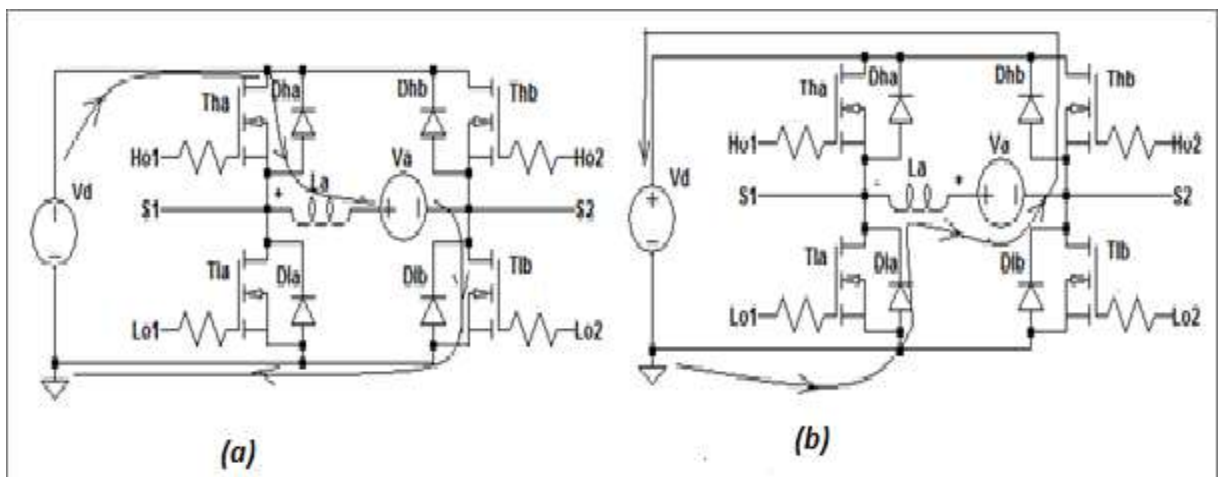 Tha
Dha
Dhb
Thb
Ho1
Ho2
Vd
La
Va
S1
S2
Tla
Dla
Dlb
Tlb
Lo1
Lo2
(a)
Tha
Dha
Dhb
Thb
Ho1
Ho2
Vd
La
Va
S1
S2
Tla
Dla
Dlb
Tlb
Lo1
Lo2
(b)